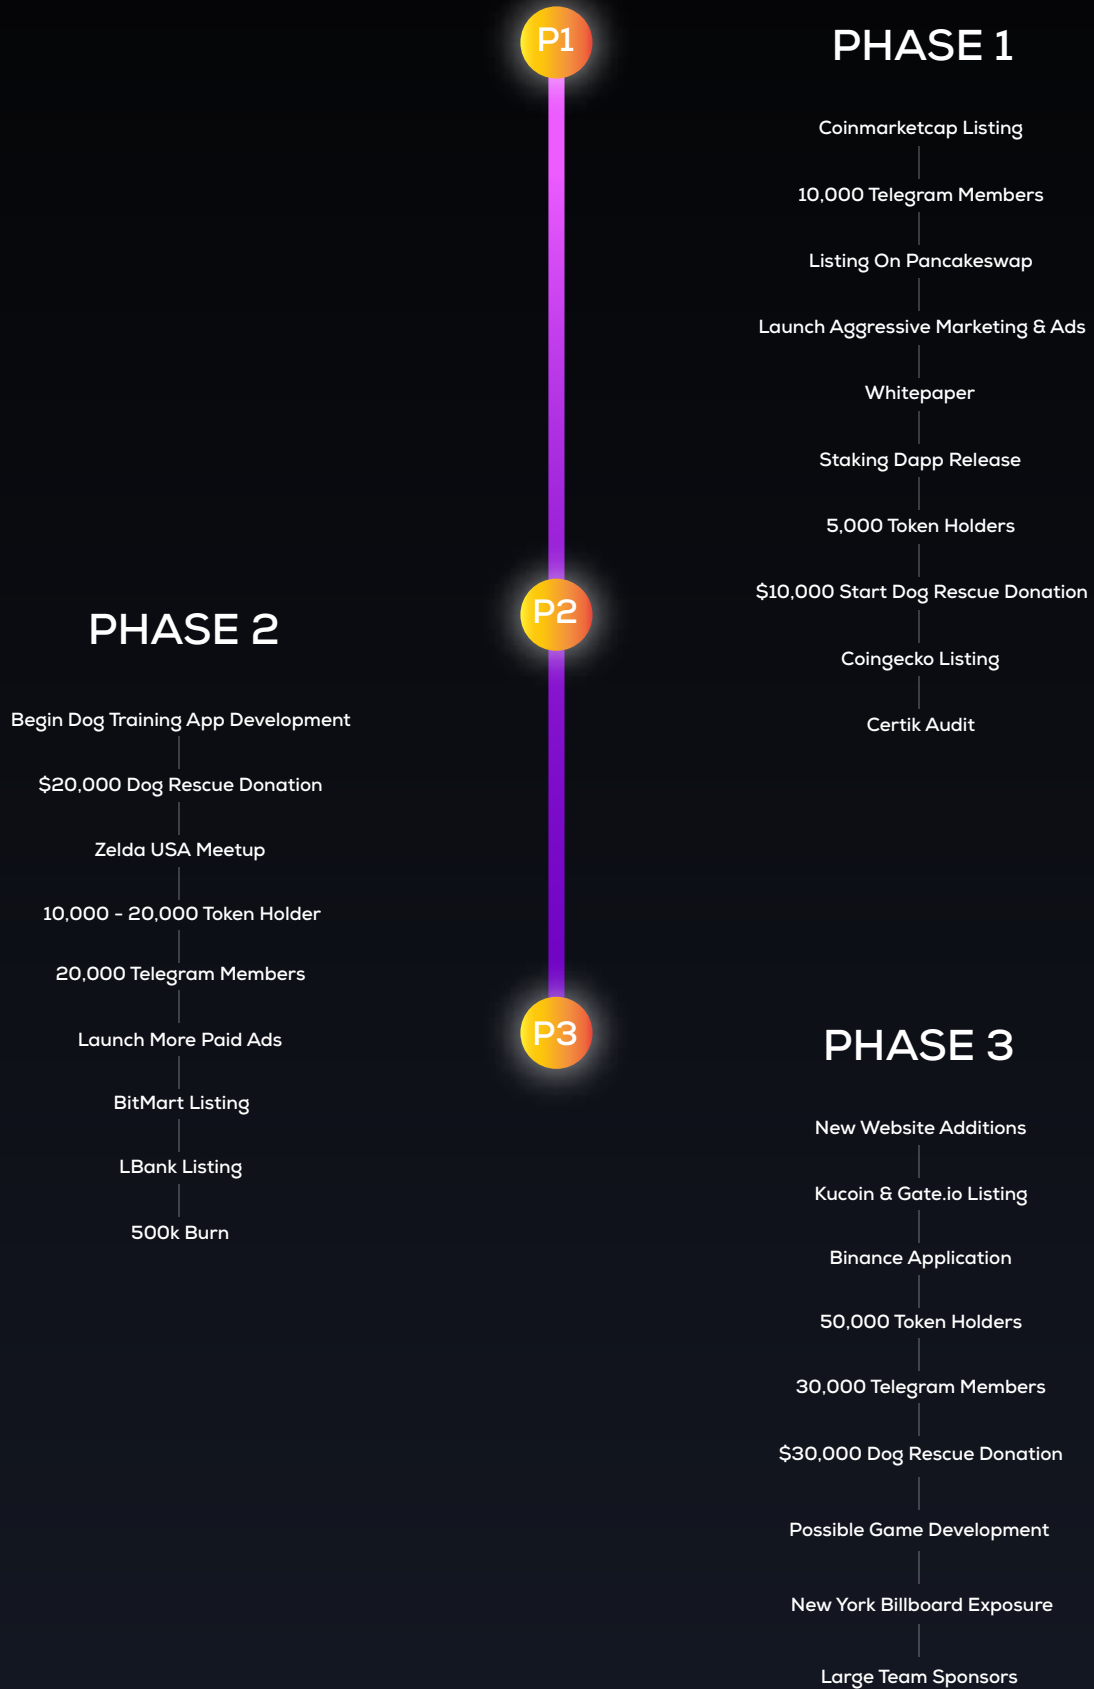 P1
PHASE 1
Coinmarketcap Listing
10,000 Telegram Members
Listing On Pancakeswap
Launch Aggressive Marketing & Ads
Whitepaper
Staking Dapp Release
5,000 Token Holders
$10,000 Start Dog Rescue Donation
Coingecko Listing
Certik Audit
P2
PHASE 2
Begin Dog Training App Development
$20,000 Dog Rescue Donation
Zelda USA Meetup
10,000 - 20,000 Token Holder
20,000 Telegram Members
Launch More Paid Ads
BitMart Listing
LBank Listing
500k Burn
P3
PHASE 3
New Website Additions
Kucoin & Gate.io Listing
Binance Application
50,000 Token Holders
30,000 Telegram Members
$30,000 Dog Rescue Donation
Possible Game Development
New York Billboard Exposure
Large Team Sponsors